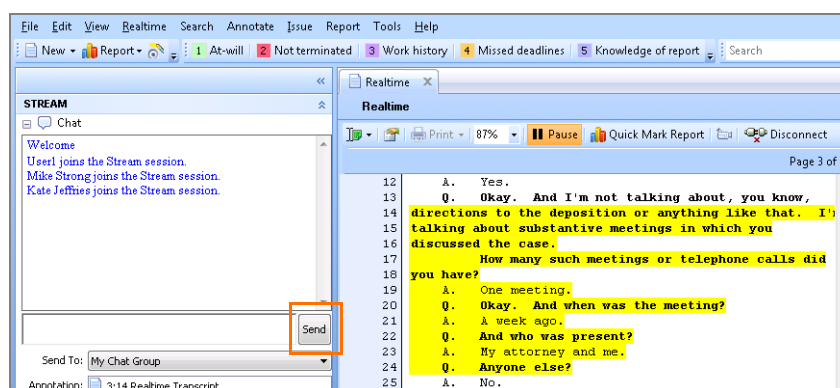 File Edit View Realtime Search Annotate Issue Report Tools Help
New Report 1 At-will 2 Not terminated 3 Work history 4 Missed deadlines 5 Knowledge of report Search
Realtime
STREAM
Realtime
Chat
Print 87% Pause Quick Mark Report Disconnect
Welcome
User1 joins the Stream session.
Mike Strong joins the Stream session.
Kate Jeffries joins the Stream session.
Page 3 of
12 A. Yes.
13 Q. Okay. And I'm not talking about, you know,
14 directions to the deposition or anything like that. I'm
15 talking about substantive meetings in which you
16 discussed the case.
17 How many such meetings or telephone calls did
18 you have?
19 A. One meeting.
20 Q. Okay. And when was the meeting?
21 A. A week ago.
22 Q. And who was present?
23 A. My attorney and me.
24 Q. Anyone else?
25 A. No.
Send
Send To: My Chat Group
Annotation: 3:14 Realtime Transcript